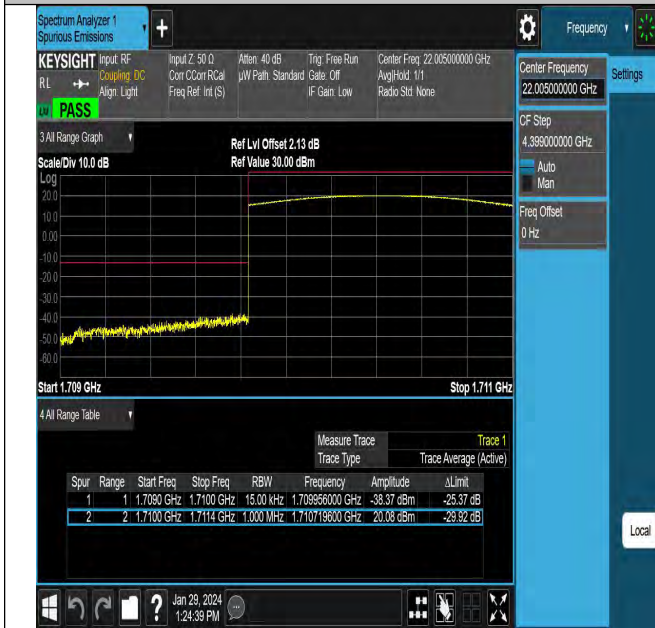 Spectrum Analyzer 1
Spurious Emissions
+
Frequency
KEYSIGHT
Input: RF
Input Z: 50 Ω
Atten: 40 dB
Trig: Free Run
Center Freq: 22.005000000 GHz
RL
Coupling: DC
Corr CCorr RCal
µW Path: Standard
Gate: Off
Avg|Hold: 1/1
Align: Light
Freq Ref: Int (S)
IF Gain: Low
Radio Std: None
PASS
Center Frequency
22.005000000 GHz
Settings
CF Step
4.399000000 GHz
Auto
Man
Freq Offset
0 Hz
3 All Range Graph
Ref Lvl Offset 2.13 dB
Scale/Div 10.0 dB
Ref Value 30.00 dBm
Log
20.0
10.0
0.00
-10.0
-20.0
-30.0
-40.0
-50.0
-60.0
Start 1.709 GHz
Stop 1.711 GHz
4 All Range Table
Measure Trace Trace 1
Trace Type Trace Average (Active)
Spur Range Start Freq Stop Freq RBW Frequency Amplitude ΔLimit
1 1 1.7090 GHz 1.7100 GHz 15.00 kHz 1.709956000 GHz -38.37 dBm -25.37 dB
2 2 1.7100 GHz 1.7114 GHz 1.000 MHz 1.710719600 GHz 20.08 dBm -29.92 dB
Local
?
Jan 29, 2024
1:24:39 PM